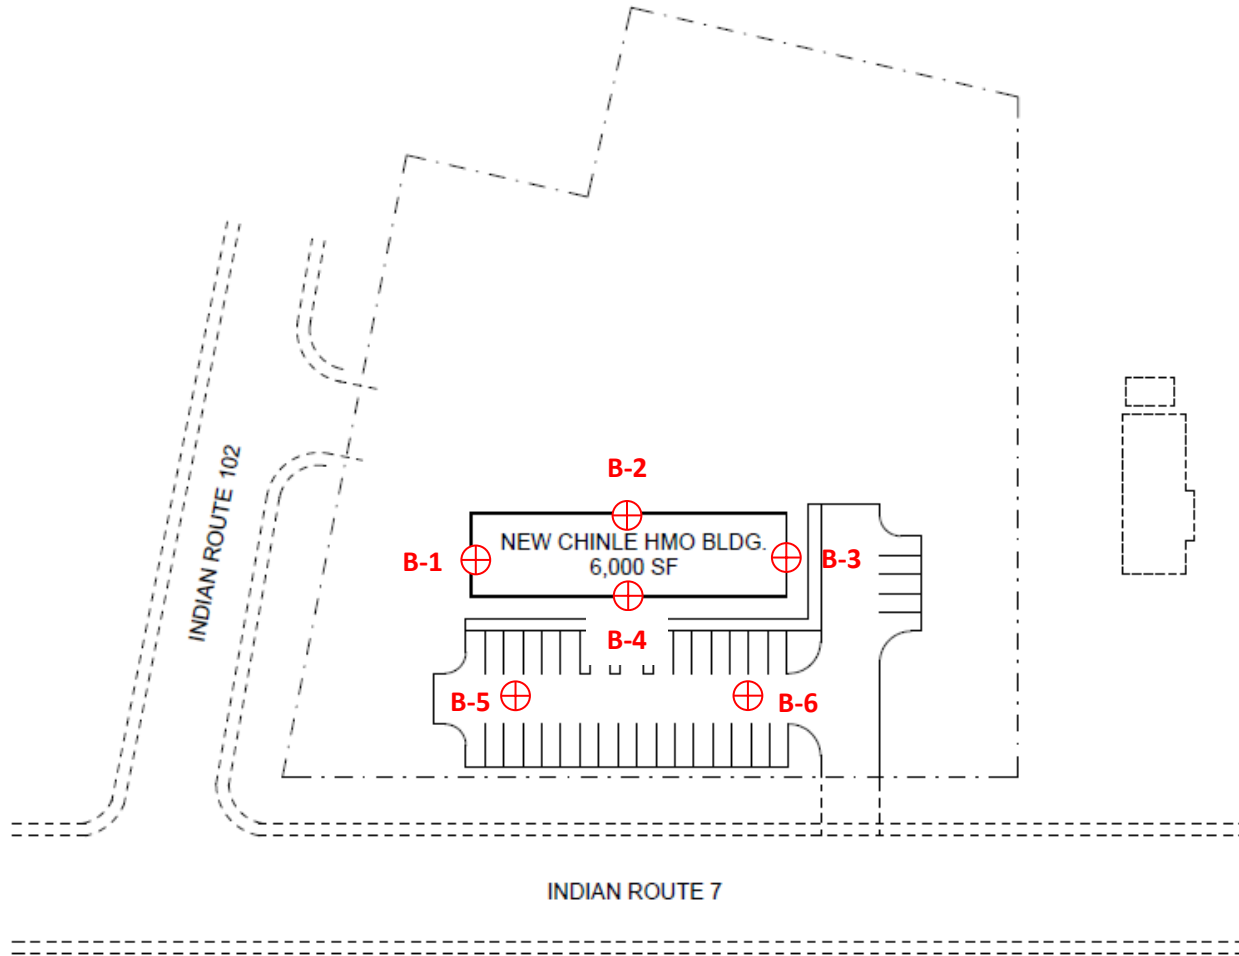 B-2
INDIAN ROUTE 102
NEW CHINLE HMO BLDG.
6,000 SF
B-1
B-3
B-4
B-5
B-6
INDIAN ROUTE 7